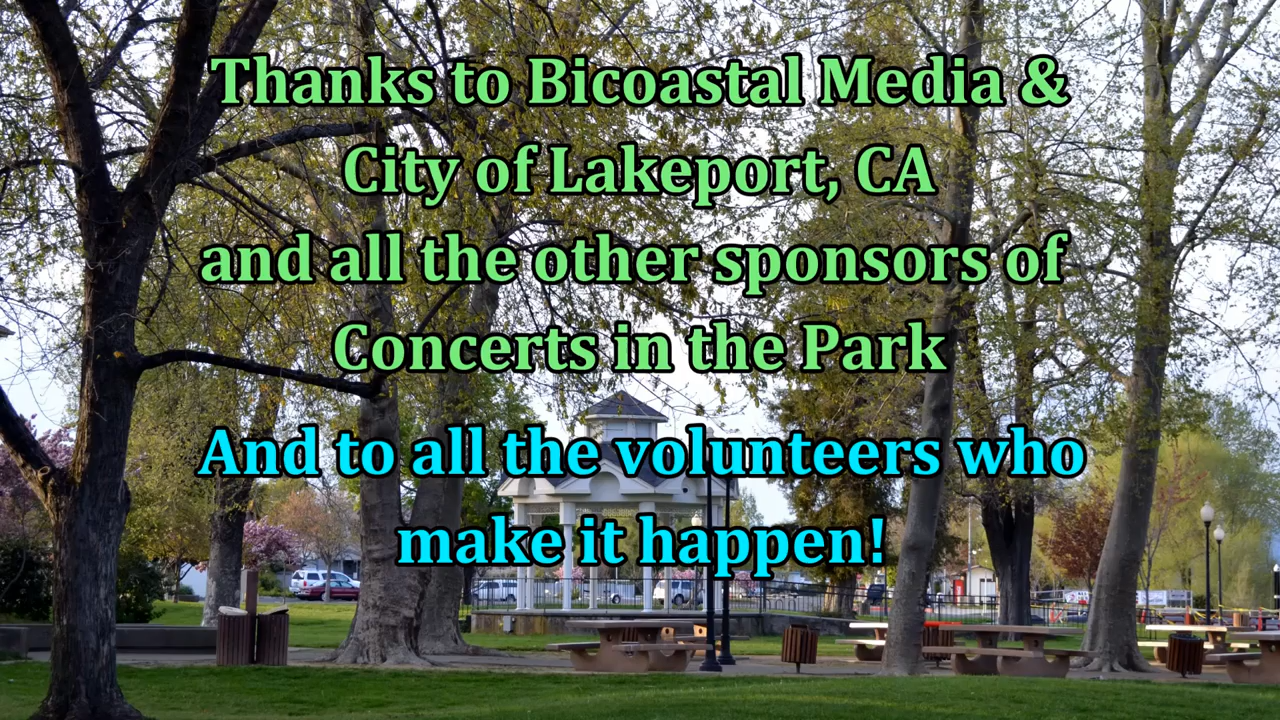 Thanks to Bicoastal Media &
City of Lakeport, CA
and all the other sponsors of
Concerts in the Park
And to all the volunteers who
make it happen!